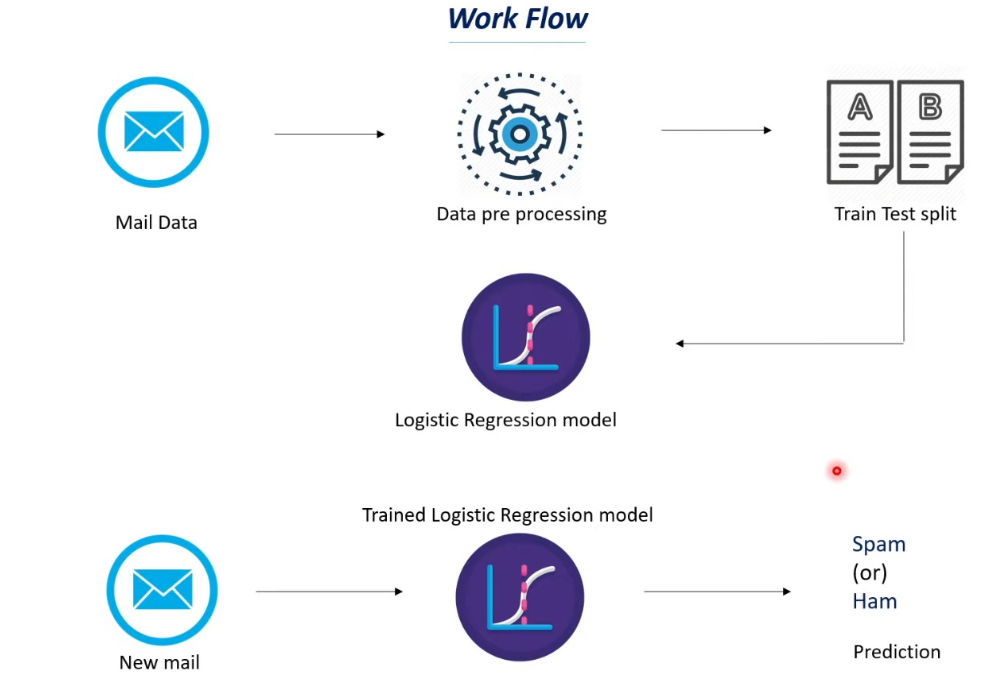 Work Flow
A B
Mail Data
Data pre processing
Train Test split
Logistic Regression model
Trained Logistic Regression model
New mail
Spam
(or)
Ham
Prediction